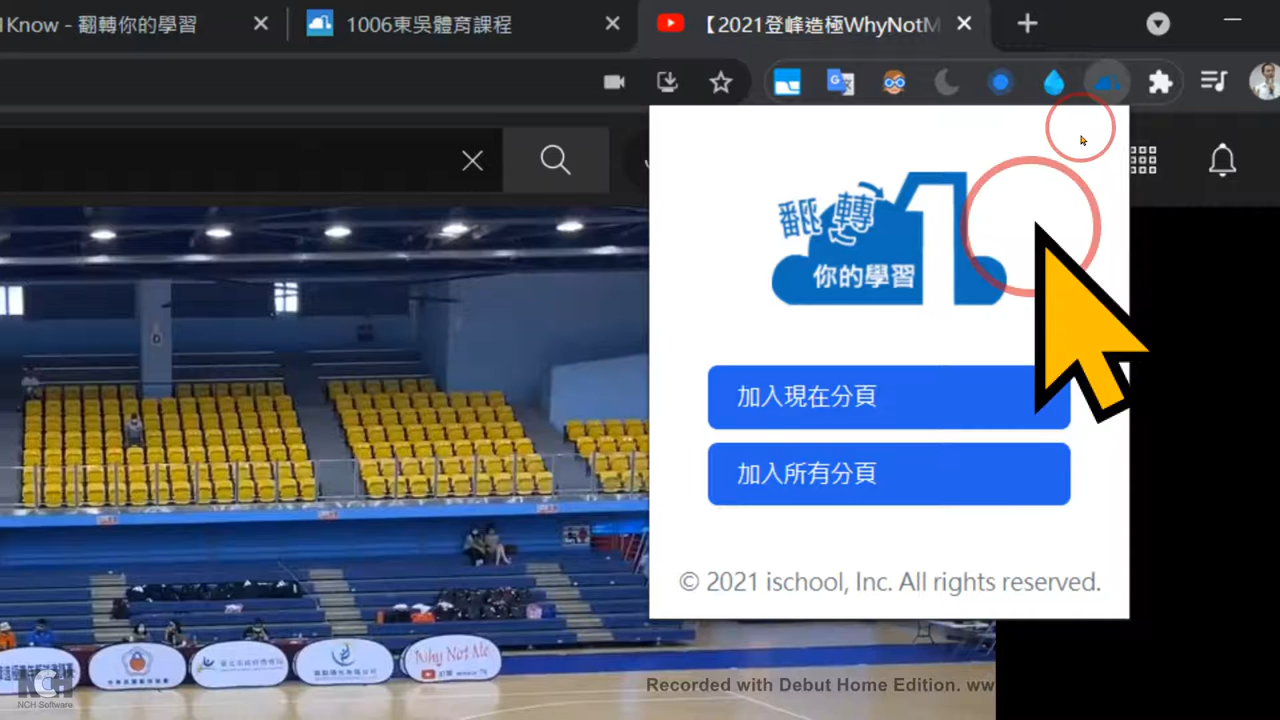 1Know - 翻轉你的學習
1006東吳體育課程
【2021登峰造極WhyNotM
翻轉
你的學習
加入現在分頁
加入所有分頁
© 2021 ischool, Inc. All rights reserved.
Why Not Me
Recorded with Debut Home Edition. ww
NCH
NCH Software